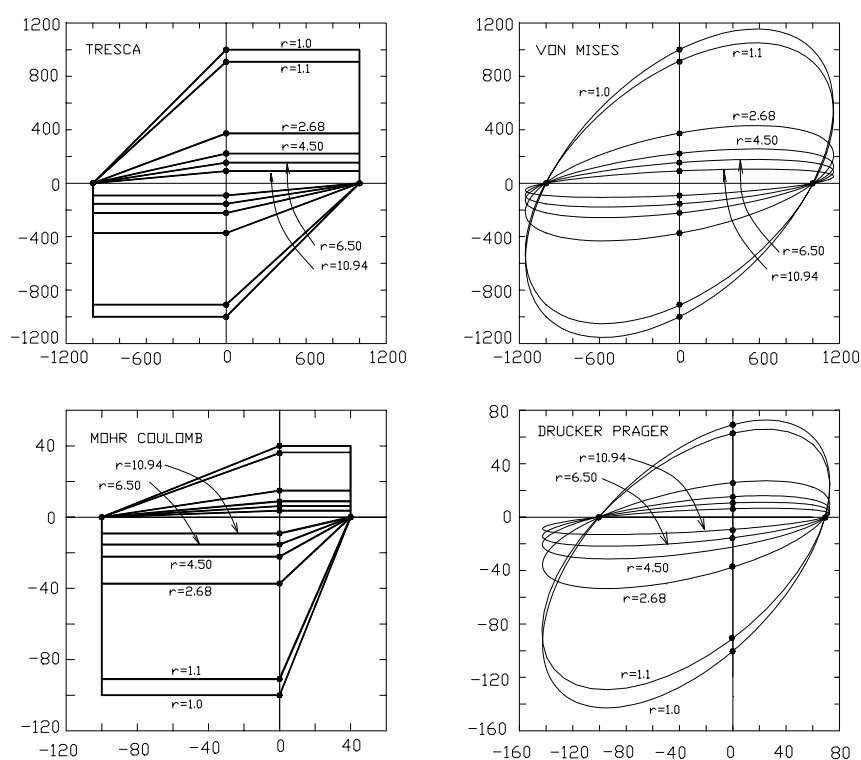 1200
TRESCA
r=1.0
r=1.1
800
400
r=2.68
r=4.50
0
r=6.50
r=10.94
-400
-800
-1200
-1200 -600 0 600 1200
1200
VON MISES
r=1.1
r=1.0
800
r=2.68
400
r=4.50
0
r=6.50
r=10.94
-400
-800
-1200
-1200 -600 0 600 1200
40
MOHR COULOMB
r=10.94
r=6.50
0
r=4.50
-40
r=2.68
-80
r=1.1
r=1.0
-120
-120 -80 -40 0 40
80
DRUCKER PRAGER
40
r=10.94
r=6.50
0
r=4.50
-40
r=2.68
-80
r=1.1
-120
r=1.0
-160
-160 -120 -80 -40 0 40 80